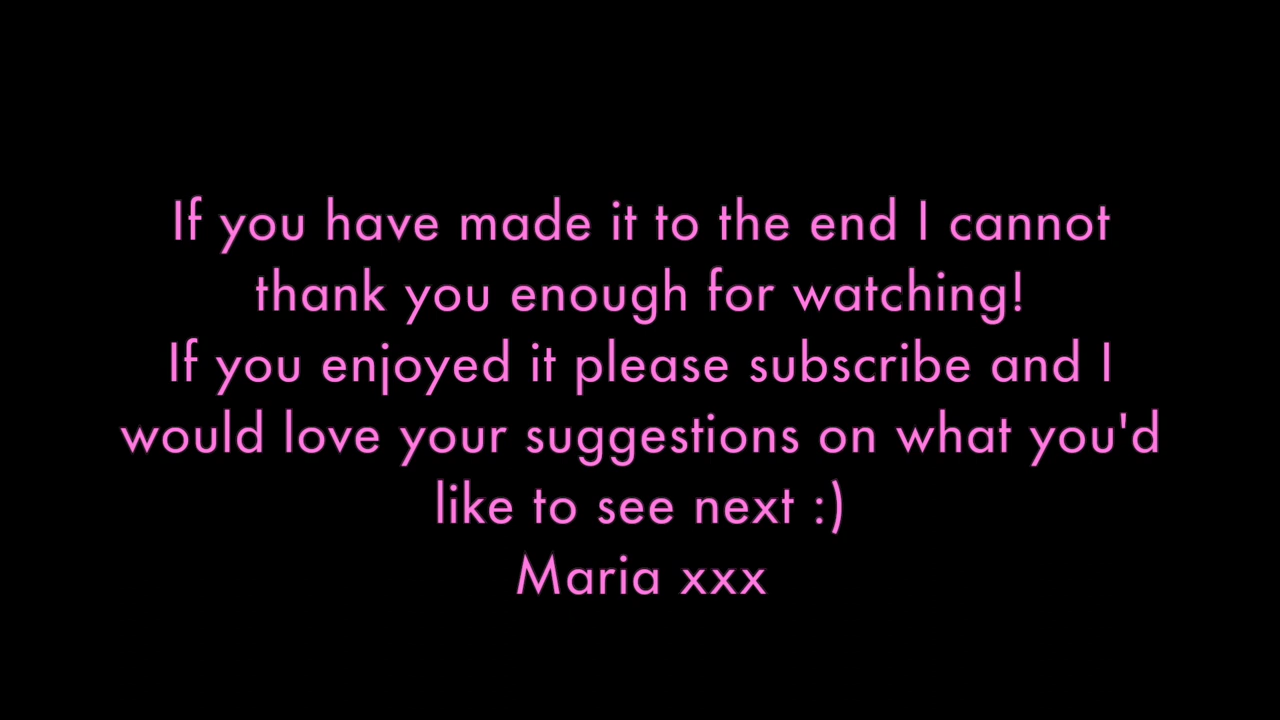 If you have made it to the end I cannot
thank you enough for watching!
If you enjoyed it please subscribe and I
would love your suggestions on what you'd
like to see next :)
Maria xxx